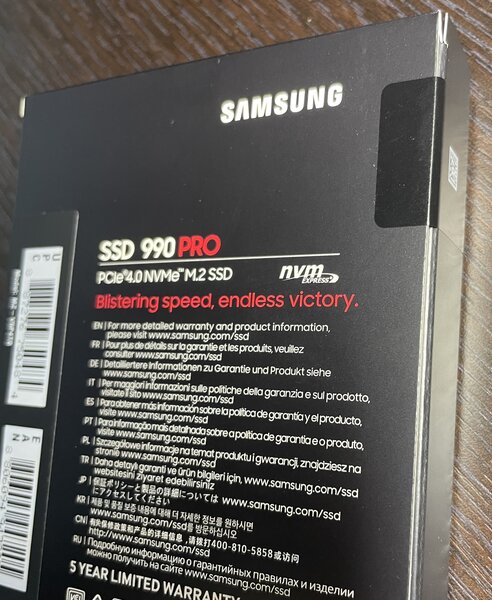 SAMSUNG
SSD 990 PRO
PCIe® 4.0 NVMe™ M.2 SSD
nvm
EXPRESS
Blistering speed, endless victory.
EN | For more detailed warranty and product information,
please visit www.samsung.com/ssd
FR | Pour plus de détails sur la garantie et les produits, veuillez
consulter www.samsung.com/ssd
DE | Detailliertere Informationen zu Garantie und Produkt siehe
www.samsung.com/ssd
IT | Per maggiori informazioni sulle politiche della garanzia e sul prodotto,
visitate il sito www.samsung.com/ssd
ES | Para obtener más información sobre la política de garantía y el producto,
visite www.samsung.com/ssd
PT | Para informação mais detalhada sobre a política de garantia e o produto,
visite www.samsung.com/ssd
PL | Szczegółowe informacje na temat produktu i gwarancji, znajdziesz na
stronie www.samsung.com/ssd
TR | Daha detaylı garanti ve ürün bilgileri için, www.samsung.com/ssd
websitesini ziyaret edebilirsiniz
JP | 保証ポリシーと製品の詳細については www.samsung.com/ssd
にアクセスしてください
KR | 제품 및 품질 보증 내용에 대한 더 자세한 정보를 원하시면
www.samsung.com/ssd를 방문하십시오
CN | 有关保修政策和产品的详细信息，请拨打400-810-5858或访问
www.samsung.com/ssd
RU | Подробную информацию о гарантийных правилах и изделии
можно получить на сайте www.samsung.com/ssd
5 YEAR LIMITED WARRANTY
UPC
EAN